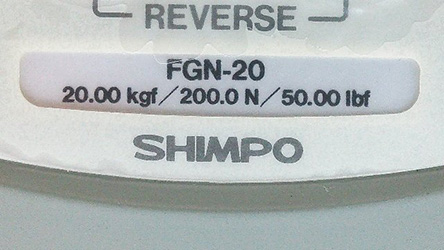 REVERSE
FGN-20
20.00 kgf/200.0 N/50.00 lbf
SHIMPO